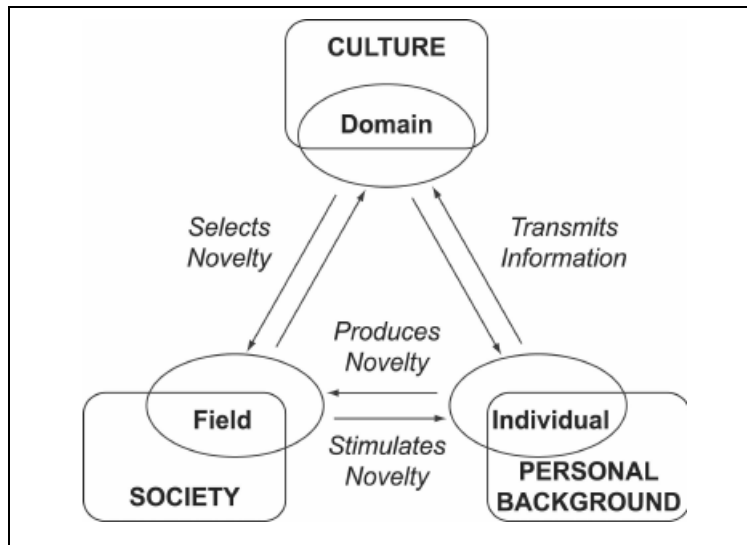 CULTURE
Domain
Selects
Novelty
Transmits
Information
Produces
Novelty
Field
Individual
Stimulates
Novelty
SOCIETY
PERSONAL
BACKGROUND